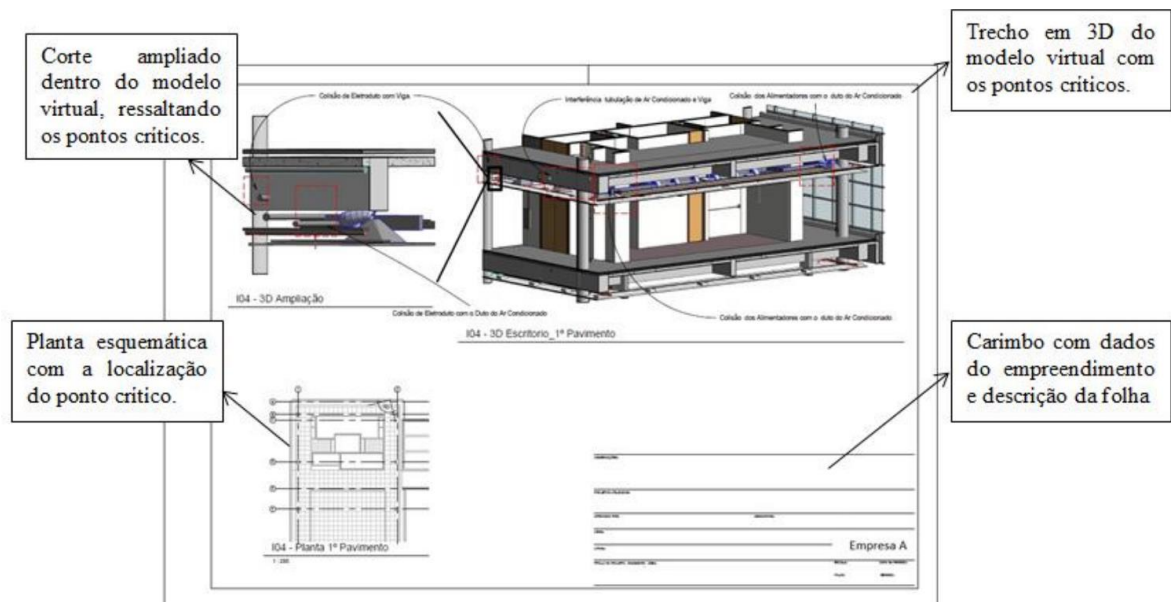 Corte ampliado
dentro do modelo
virtual, ressaltando
os pontos críticos.
Trecho em 3D do
modelo virtual com
os pontos críticos.
Colisão de Eletroduto com Viga
Interferência tubulação de Ar Condicionado e Viga
Colisão dos Alimentadores com o duto do Ar Condicionado
I04 - 3D Ampliação
Colisão de Eletroduto com o Duto do Ar Condicionado
Colisão dos Alimentadores com o duto do Ar Condicionado
I04 - 3D Escritorio_1º Pavimento
Planta esquemática
com a localização
do ponto crítico.
Carimbo com dados
do empreendimento
e descrição da folha
I04 - Planta 1º Pavimento
Empresa A